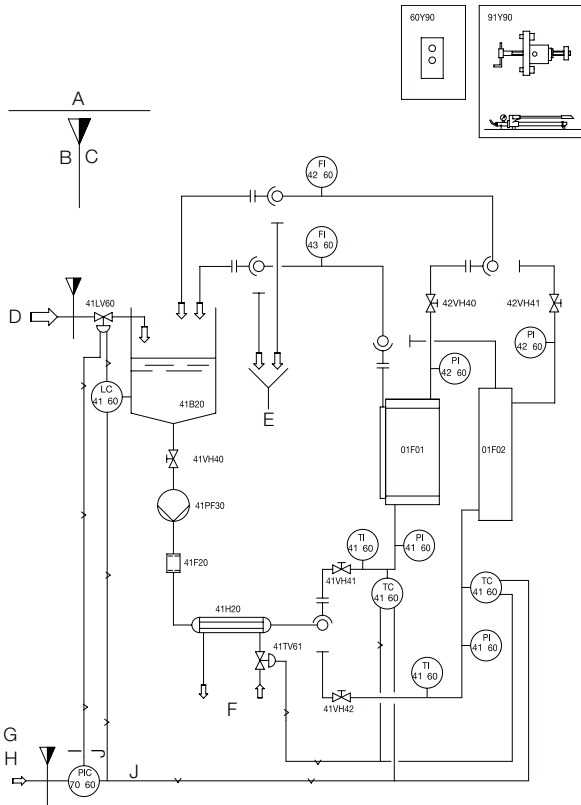 60Y90
91Y90
A
B
C
FI
42 60
FI
43 60
41LV60
D
42VH40
42VH41
PI
42 60
PI
42 60
LC
41 60
41B20
E
01F01
01F02
41VH40
41PF30
41F20
TI
41 60
PI
41 60
41VH41
TC
41 60
TC
41 60
41H20
41TV61
PI
41 60
TI
41 60
F
41VH42
G
H
J
PIC
70 60